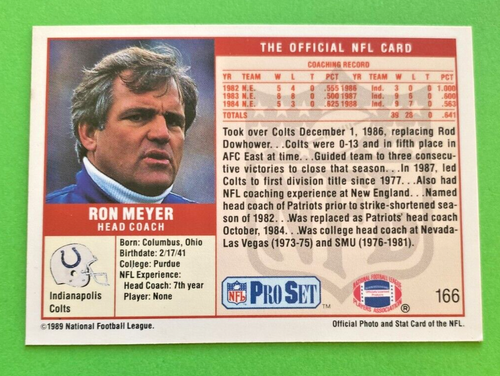 THE OFFICIAL NFL CARD
COACHING RECORD
YR TEAM W L T PCT YR TEAM W L T PCT
1982 N.E. 5 4 0 .555 1986 Ind. 3 0 0 1.000
1983 N.E. 8 8 0 .500 1987 Ind. 9 6 0 .600
1984 N.E. 5 3 0 .625 1988 Ind. 9 7 0 .563
TOTALS 39 28 0
Took over Colts December 1, 1986, replacing Rod
Dowhower. . .Colts were 0-13 and in fifth place in
AFC East at time. . .Guided team to three consecu-
tive victories to close that season. . .In 1987, led
Colts to first division title since 1977. . .Also had
NFL coaching experience at New England. . .Named
head coach of Patriots prior to strike-shortened sea-
son of 1982. . .Was replaced as Patriots' head coach
October, 1984. . .Was college head coach at Nevada-
Las Vegas (1973-75) and SMU (1976-1981).
RON MEYER
HEAD COACH
Indianapolis
Colts
Born: Columbus, Ohio
Birthdate: 2/17/41
College: Purdue
NFL Experience:
Head Coach: 7th year
Player: None
NFL
PRO SET
TM
NATIONAL FOOTBALL LEAGUE
PLAYERS ASSOCIATION
®
166
©1989 National Football League.
Official Photo and Stat Card of the NFL.